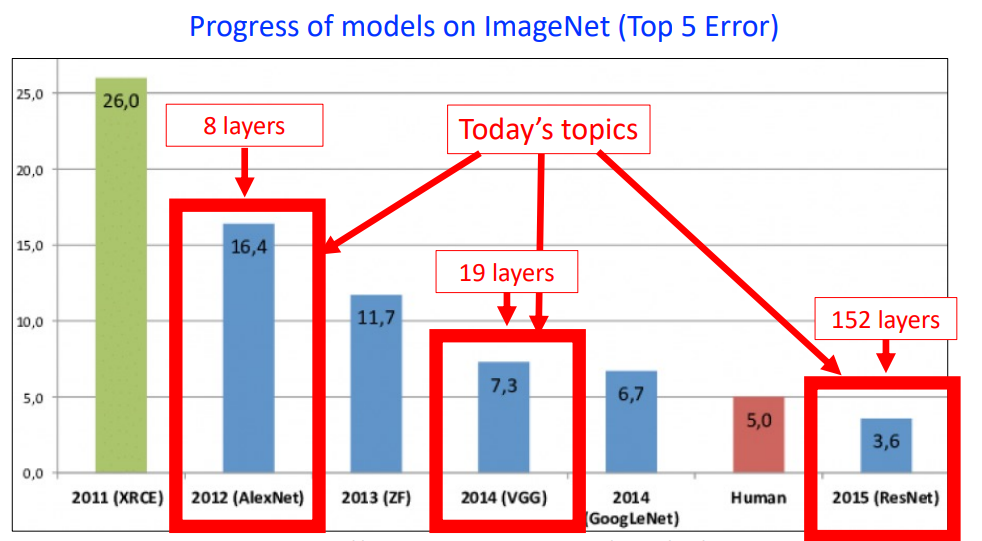 Progress of models on ImageNet (Top 5 Error)
25,0
20,0
15,0
10,0
5,0
0,0
26,0
8 layers
16,4
Today's topics
11,7
19 layers
7,3
6,7
5,0
152 layers
3,6
2011 (XRCE)
2012 (AlexNet)
2013 (ZF)
2014 (VGG)
2014
(GoogLeNet)
Human
2015 (ResNet)